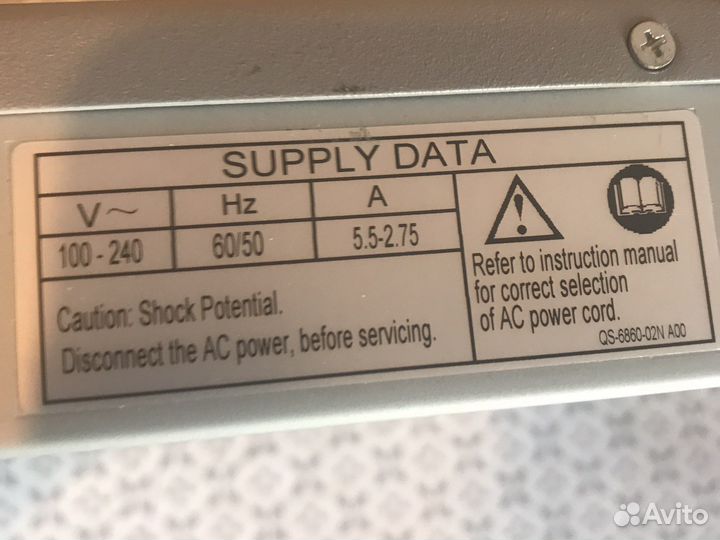 SUPPLY DATA
V~ Hz A
100 - 240 60/50 5.5-2.75
Caution: Shock Potential.
Disconnect the AC power, before servicing.
Refer to instruction manual
for correct selection
of AC power cord.
QS-6860-02N A00
Avito